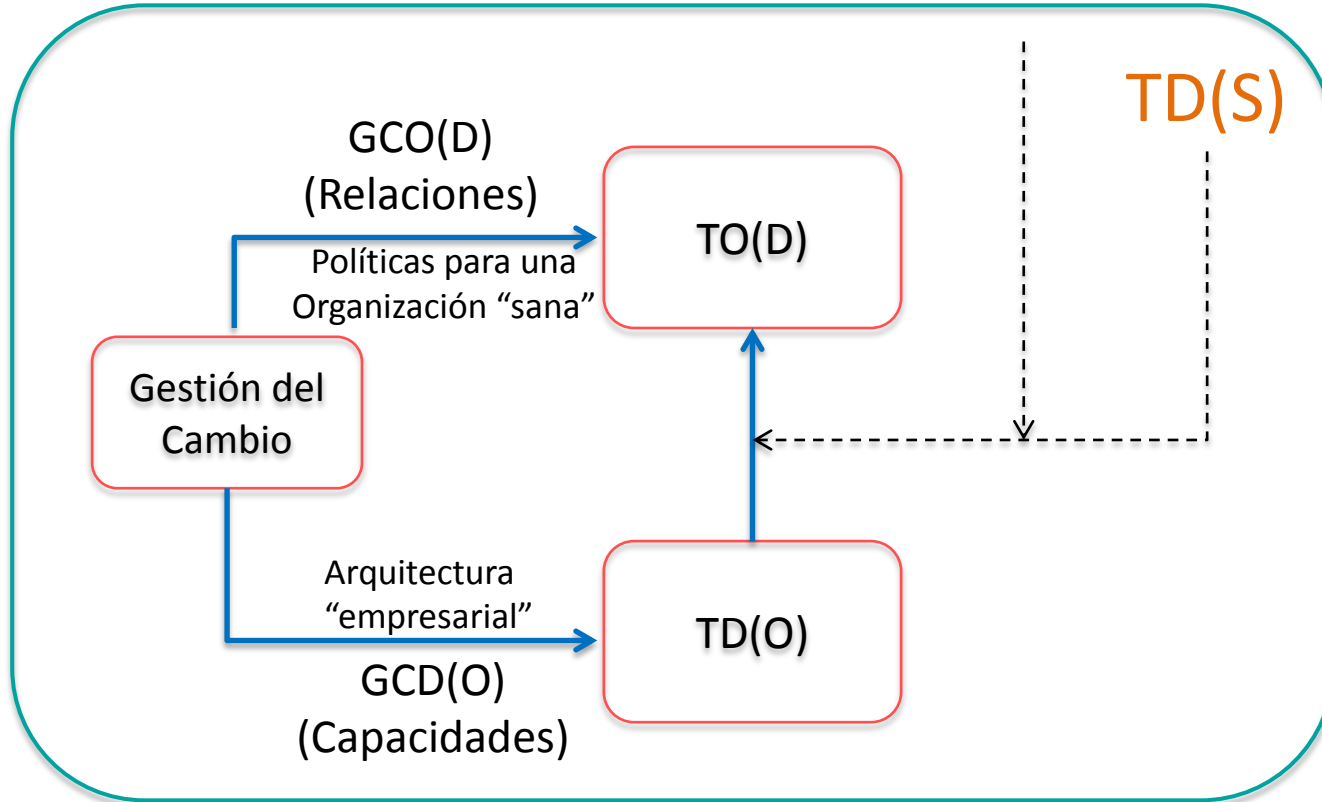 TD(S)
GCO(D)
(Relaciones)
Políticas para una
Organización “sana”
TO(D)
Gestión del
Cambio
Arquitectura
“empresarial”
GCD(O)
(Capacidades)
TD(O)